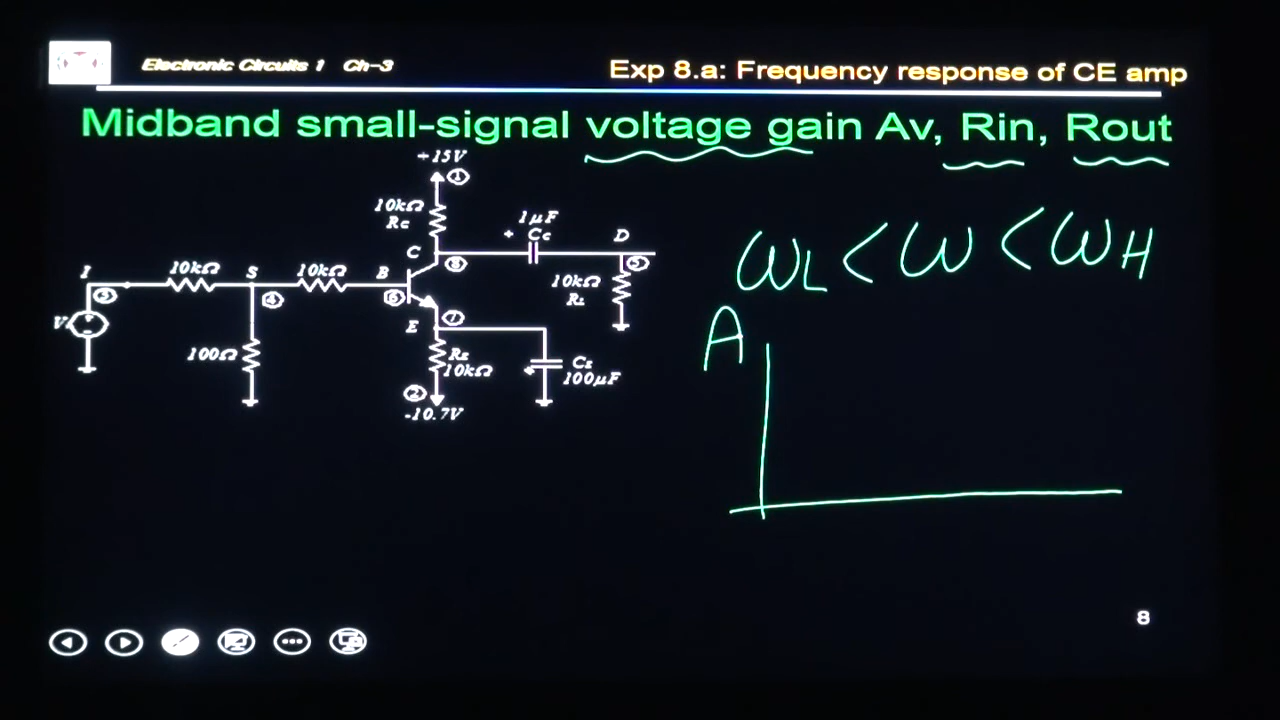 Electronic Circuits 1 Ch-3
Exp 8.a: Frequency response of CE amp
Midband small-signal voltage gain Av, Rin, Rout
+15V
1
10kΩ
Rc
1μF
+ Cc
D
C
8
5
I
10kΩ
S
10kΩ
B
10kΩ
3
4
6
V
E
7
100Ω
RE
10kΩ
CE
100μF
2
-10.7V
ωL < ω < ωH
A
8